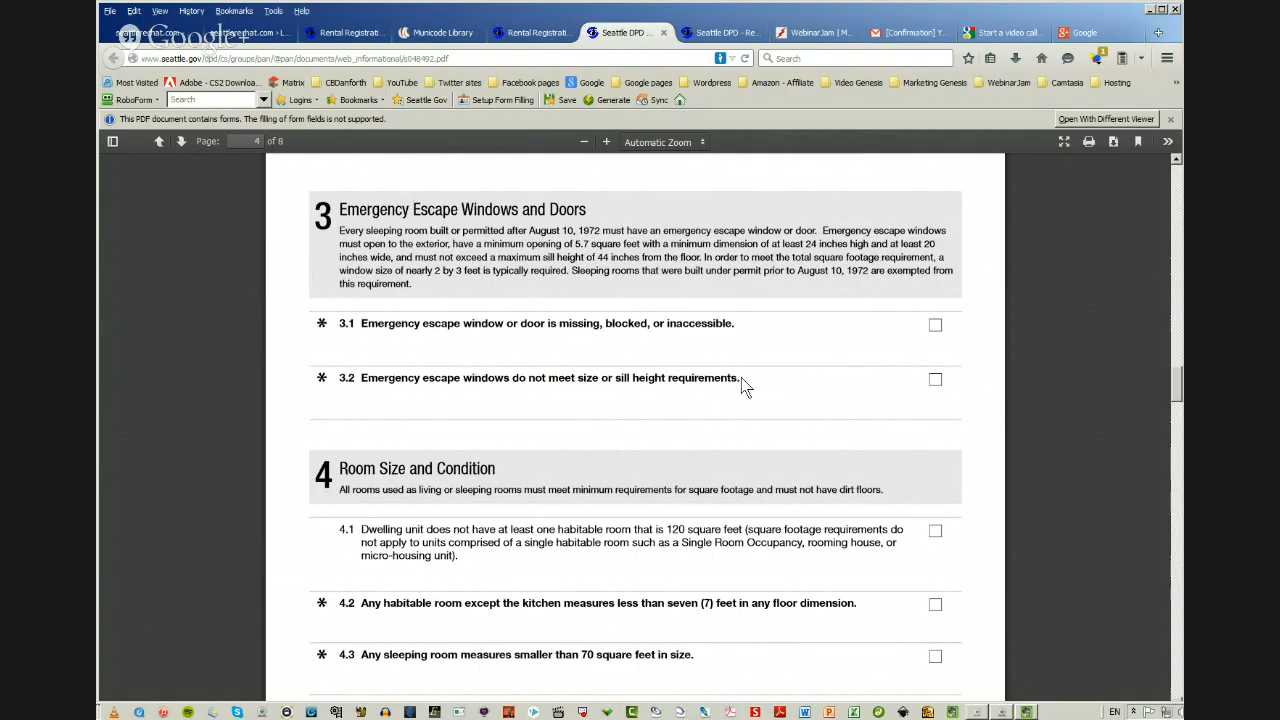 File Edit View History Bookmarks Tools Help
Google+
seattlerechat.com seattlerechat.com › L... Rental Registrati... Municode Library Rental Registrati... Seattle DPD ... Seattle DPD - Re... WebinarJam | M... [Confirmation] Y... Start a video call... Google
www.seattle.gov/dpd/cs/groups/pan/@pan/documents/web_informational/s048492.pdf Search
Most Visited Adobe - CS2 Downloa... Matrix CBDanforth YouTube Twitter sites Facebook pages Google pages Wordpress Amazon - Affiliate Video Genesis Marketing Genesis WebinarJam Camtasia Hosting
RoboForm Search Logins Bookmarks Seattle Gov Setup Form Filling Save Generate Sync
This PDF document contains forms. The filling of form fields is not supported. Open With Different Viewer
Page: 4 of 8 Automatic Zoom
3 Emergency Escape Windows and Doors
Every sleeping room built or permitted after August 10, 1972 must have an emergency escape window or door. Emergency escape windows
must open to the exterior, have a minimum opening of 5.7 square feet with a minimum dimension of at least 24 inches high and at least 20
inches wide, and must not exceed a maximum sill height of 44 inches from the floor. In order to meet the total square footage requirement, a
window size of nearly 2 by 3 feet is typically required. Sleeping rooms that were built under permit prior to August 10, 1972 are exempted from
this requirement.
* 3.1 Emergency escape window or door is missing, blocked, or inaccessible.
* 3.2 Emergency escape windows do not meet size or sill height requirements.
4 Room Size and Condition
All rooms used as living or sleeping rooms must meet minimum requirements for square footage and must not have dirt floors.
4.1 Dwelling unit does not have at least one habitable room that is 120 square feet (square footage requirements do
not apply to units comprised of a single habitable room such as a Single Room Occupancy, rooming house, or
micro-housing unit).
* 4.2 Any habitable room except the kitchen measures less than seven (7) feet in any floor dimension.
* 4.3 Any sleeping room measures smaller than 70 square feet in size.
EN